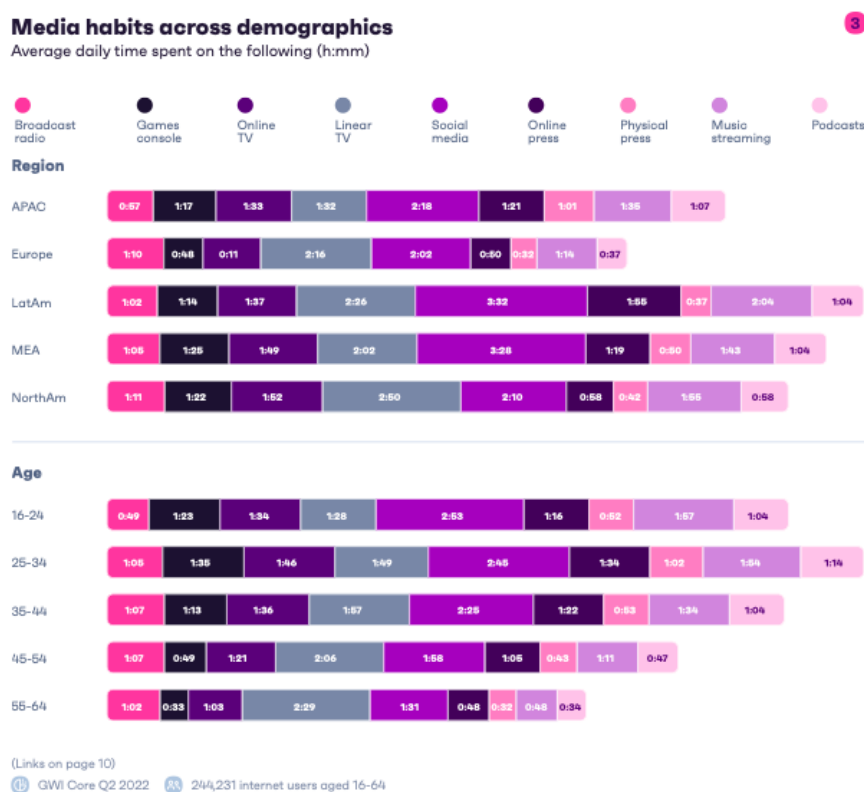 Media habits across demographics
3
Average daily time spent on the following (h:mm)
Broadcast radio
Games console
Online TV
Linear TV
Social media
Online press
Physical press
Music streaming
Podcasts
Region
APAC 0:57 1:17 1:33 1:32 2:18 1:21 1:01 1:35 1:07
Europe 1:10 0:48 0:11 2:16 2:02 0:50 0:32 1:14 0:37
LatAm 1:02 1:14 1:37 2:26 3:32 1:55 0:37 2:04 1:04
MEA 1:05 1:25 1:49 2:02 3:28 1:19 0:50 1:43 1:04
NorthAm 1:11 1:22 1:52 2:50 2:10 0:58 0:42 1:55 0:58
Age
16-24 0:49 1:23 1:34 1:28 2:53 1:16 0:52 1:57 1:04
25-34 1:05 1:35 1:46 1:49 2:45 1:34 1:02 1:54 1:14
35-44 1:07 1:13 1:36 1:57 2:25 1:22 0:53 1:34 1:04
45-54 1:07 0:49 1:21 2:06 1:58 1:05 0:43 1:11 0:47
55-64 1:02 0:33 1:03 2:29 1:31 0:48 0:32 0:48 0:34
(Links on page 10)
GWI Core Q2 2022 244,231 internet users aged 16-64